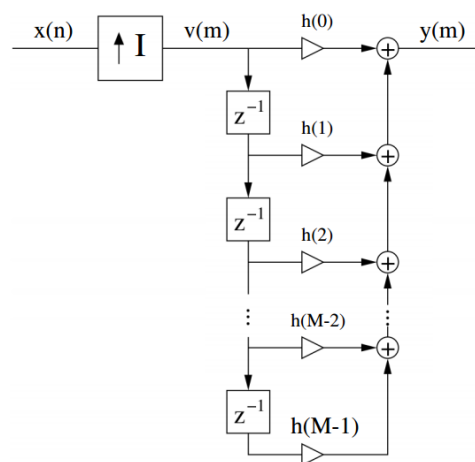 x(n) ↑ I v(m) h(0) + y(m)
z⁻¹
h(1) +
z⁻¹
h(2) +
⋮ ⋮
h(M-2) +
z⁻¹
h(M-1)